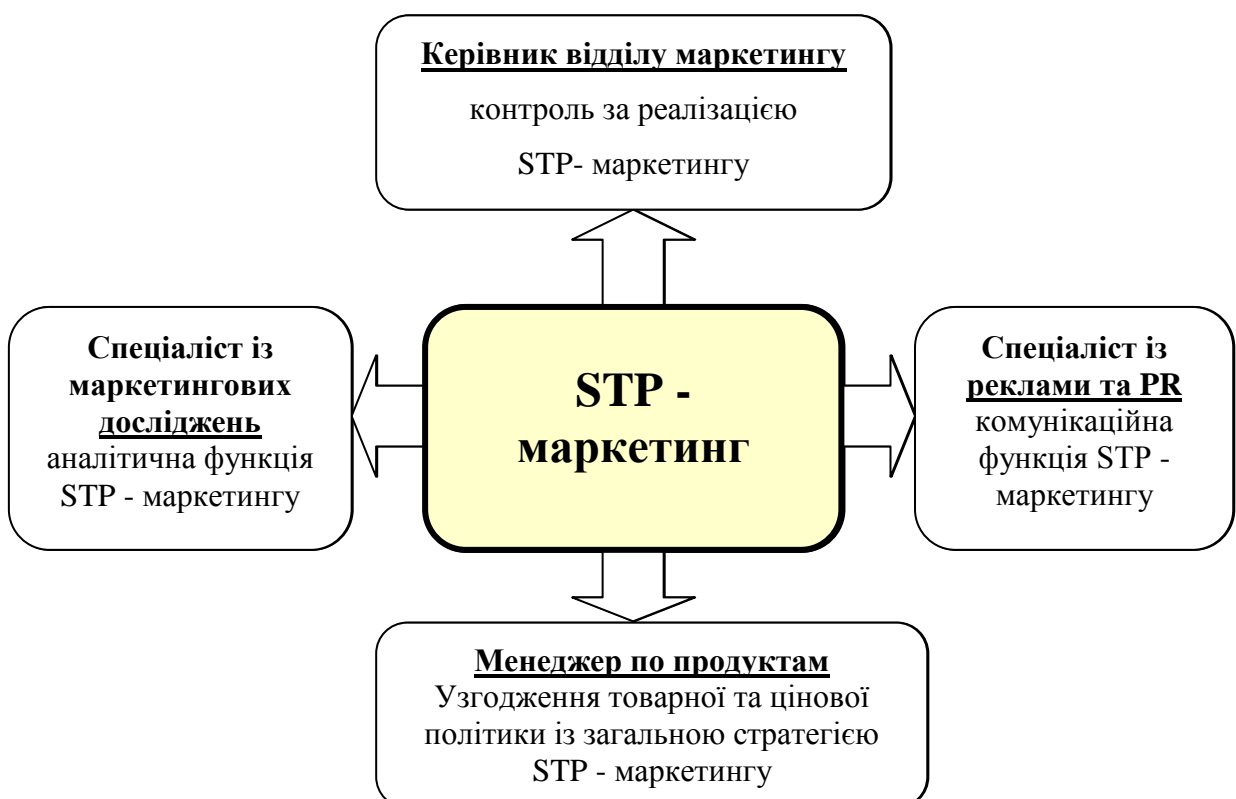 Керівник відділу маркетингу
контроль за реалізацією
STP- маркетингу
Спеціаліст із
маркетингових
досліджень
аналітична функція
STP - маркетингу
STP -
маркетинг
Спеціаліст із
реклами та PR
комунікаційна
функція STP -
маркетингу
Менеджер по продуктам
Узгодження товарної та цінової
політики із загальною стратегією
STP - маркетингу